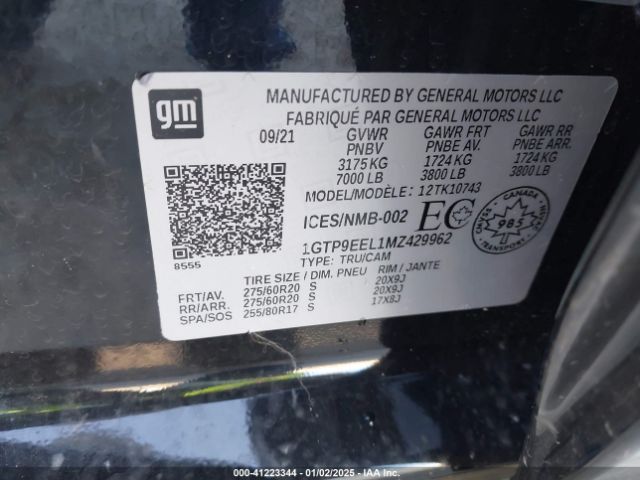 gm
MANUFACTURED BY GENERAL MOTORS LLC
FABRIQUÉ PAR GENERAL MOTORS LLC
09/21 GVWR GAWR FRT GAWR RR
PNBV PNBE AV. PNBE ARR.
3175 KG 1724 KG 1724 KG
7000 LB 3800 LB 3800 LB
MODEL/MODÈLE: 12TK10743
ICES/NMB-002 EC CANADA 985
1GTP9EEL1MZ429962
8555
TYPE: TRU/CAM
TIRE SIZE / DIM. PNEU RIM / JANTE
FRT/AV. 275/60R20 S 20X9J
RR/ARR. 275/60R20 S 20X9J
SPA/SOS 255/80R17 S 17X8J
000-41223344 | 01/02/2025 - IAA Inc.